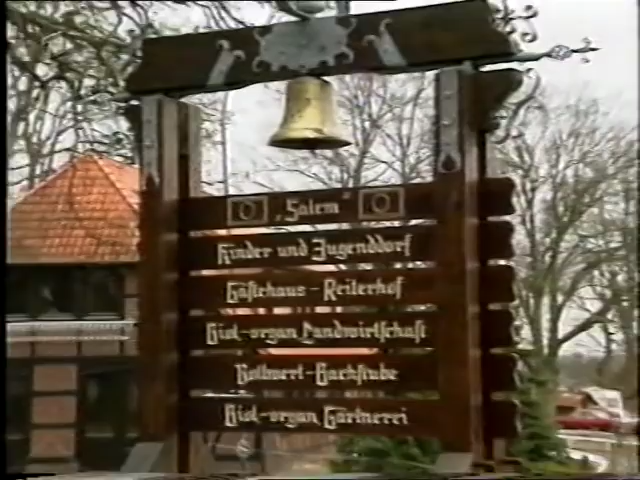 „Salem"
Kinder und Jugenddorf
Gästehaus - Reiterhof
Biol-organ Landwirtschaft
Vollwert - Backstube
Biol-organ Gärtnerei